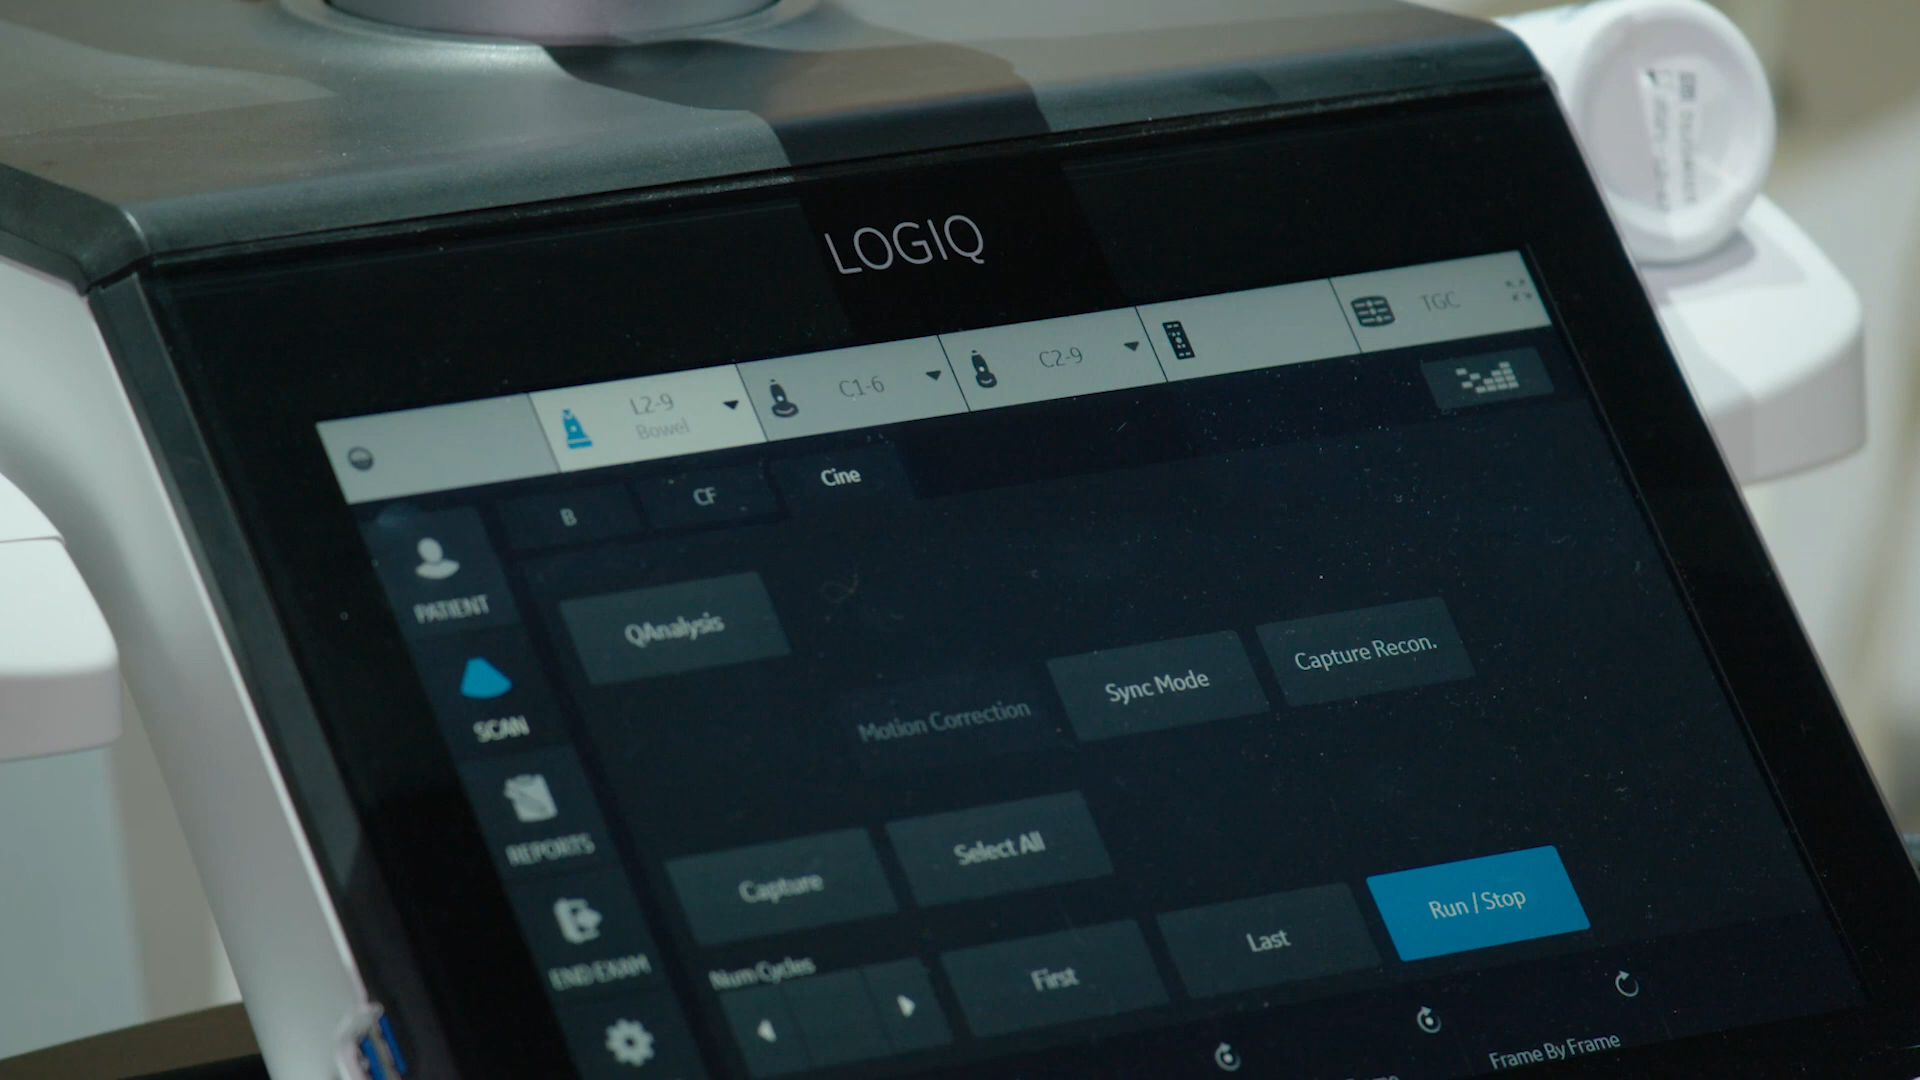 LOGIQ
L2-9
Bowel
C1-6
C2-9
TGC
B
CF
Cine
PATIENT
SCAN
REPORTS
END EXAM
QAnalysis
Motion Correction
Sync Mode
Capture Recon.
Capture
Select All
Num Cycles
First
Last
Run / Stop
Frame By Frame